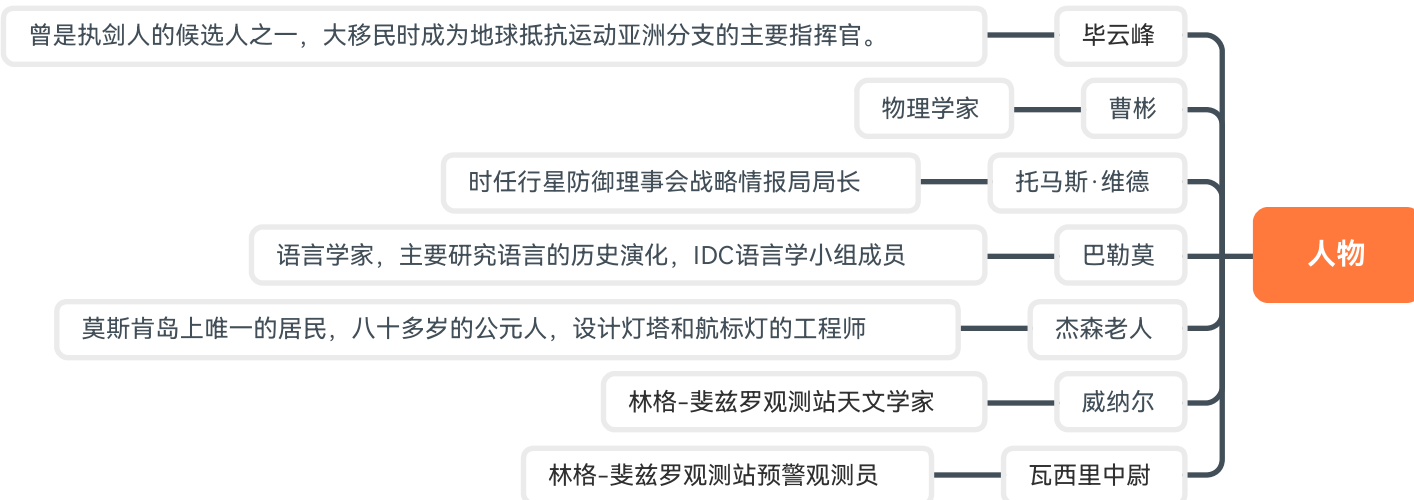 曾是执剑人的候选人之一，大移民时成为地球抵抗运动亚洲分支的主要指挥官。
毕云峰
物理学家
曹彬
时任行星防御理事会战略情报局局长
托马斯·维德
人物
语言学家，主要研究语言的历史演化，IDC语言学小组成员
巴勒莫
莫斯肯岛上唯一的居民，八十多岁的公元人，设计灯塔和航标灯的工程师
杰森老人
林格-斐兹罗观测站天文学家
威纳尔
林格-斐兹罗观测站预警观测员
瓦西里中尉